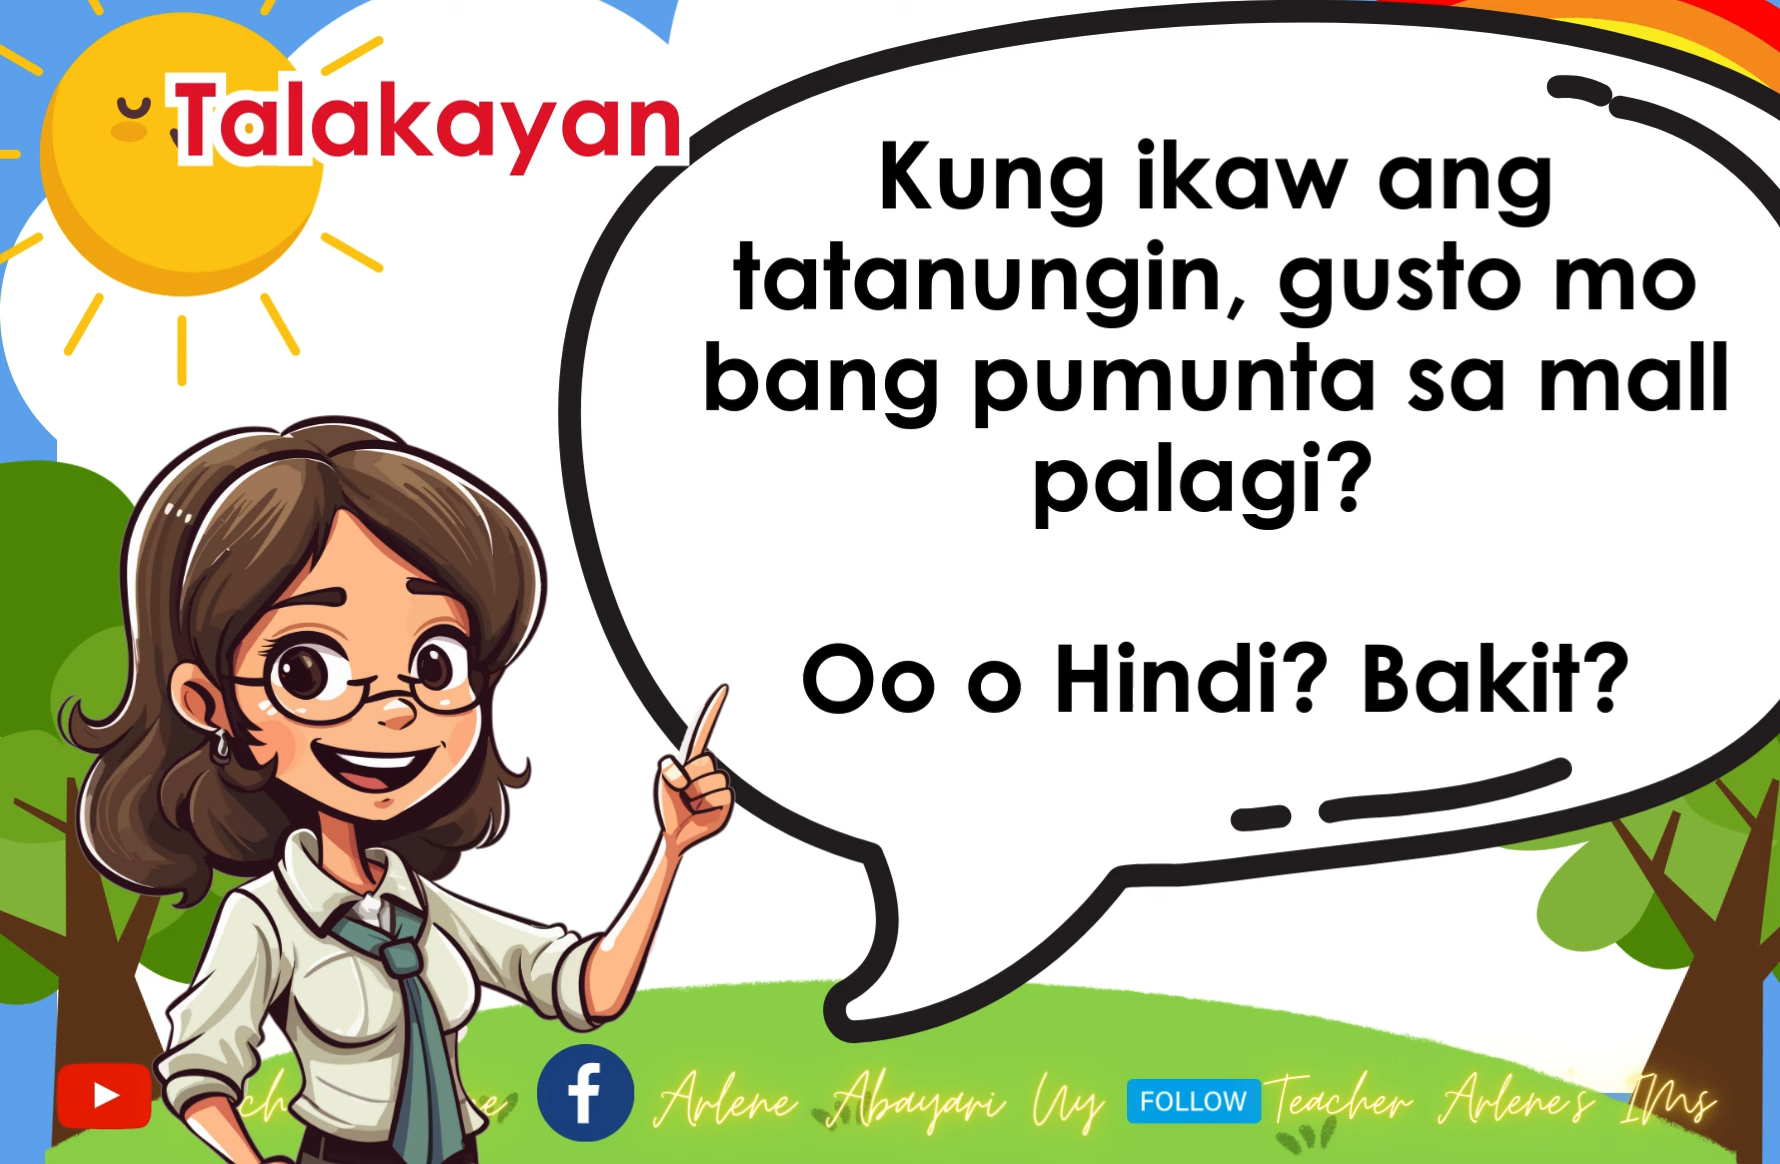 Talakayan
Kung ikaw ang
tatanungin, gusto mo
bang pumunta sa mall
palagi?
Oo o Hindi? Bakit?
f Arlene Abayari Uy FOLLOW Teacher Arlene's IMs